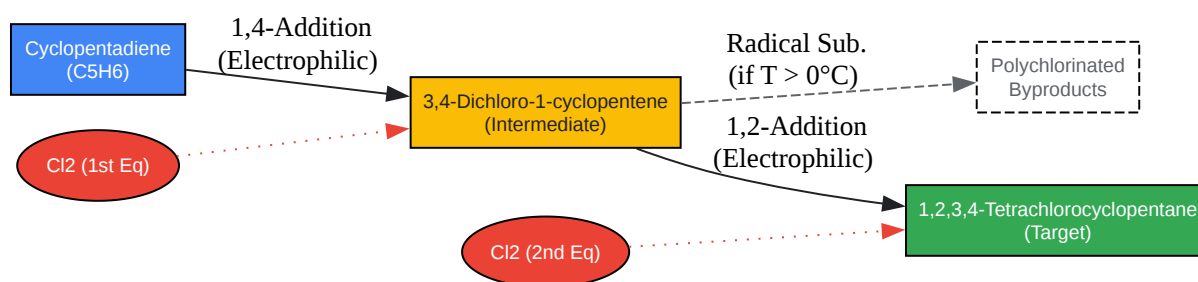 Cyclopentadiene
(C5H6)
1,4-Addition
(Electrophilic)
Cl2 (1st Eq)
3,4-Dichloro-1-cyclopentene
(Intermediate)
Radical Sub.
(if T > 0°C)
Polychlorinated
Byproducts
1,2-Addition
(Electrophilic)
Cl2 (2nd Eq)
1,2,3,4-Tetrachlorocyclopentane
(Target)